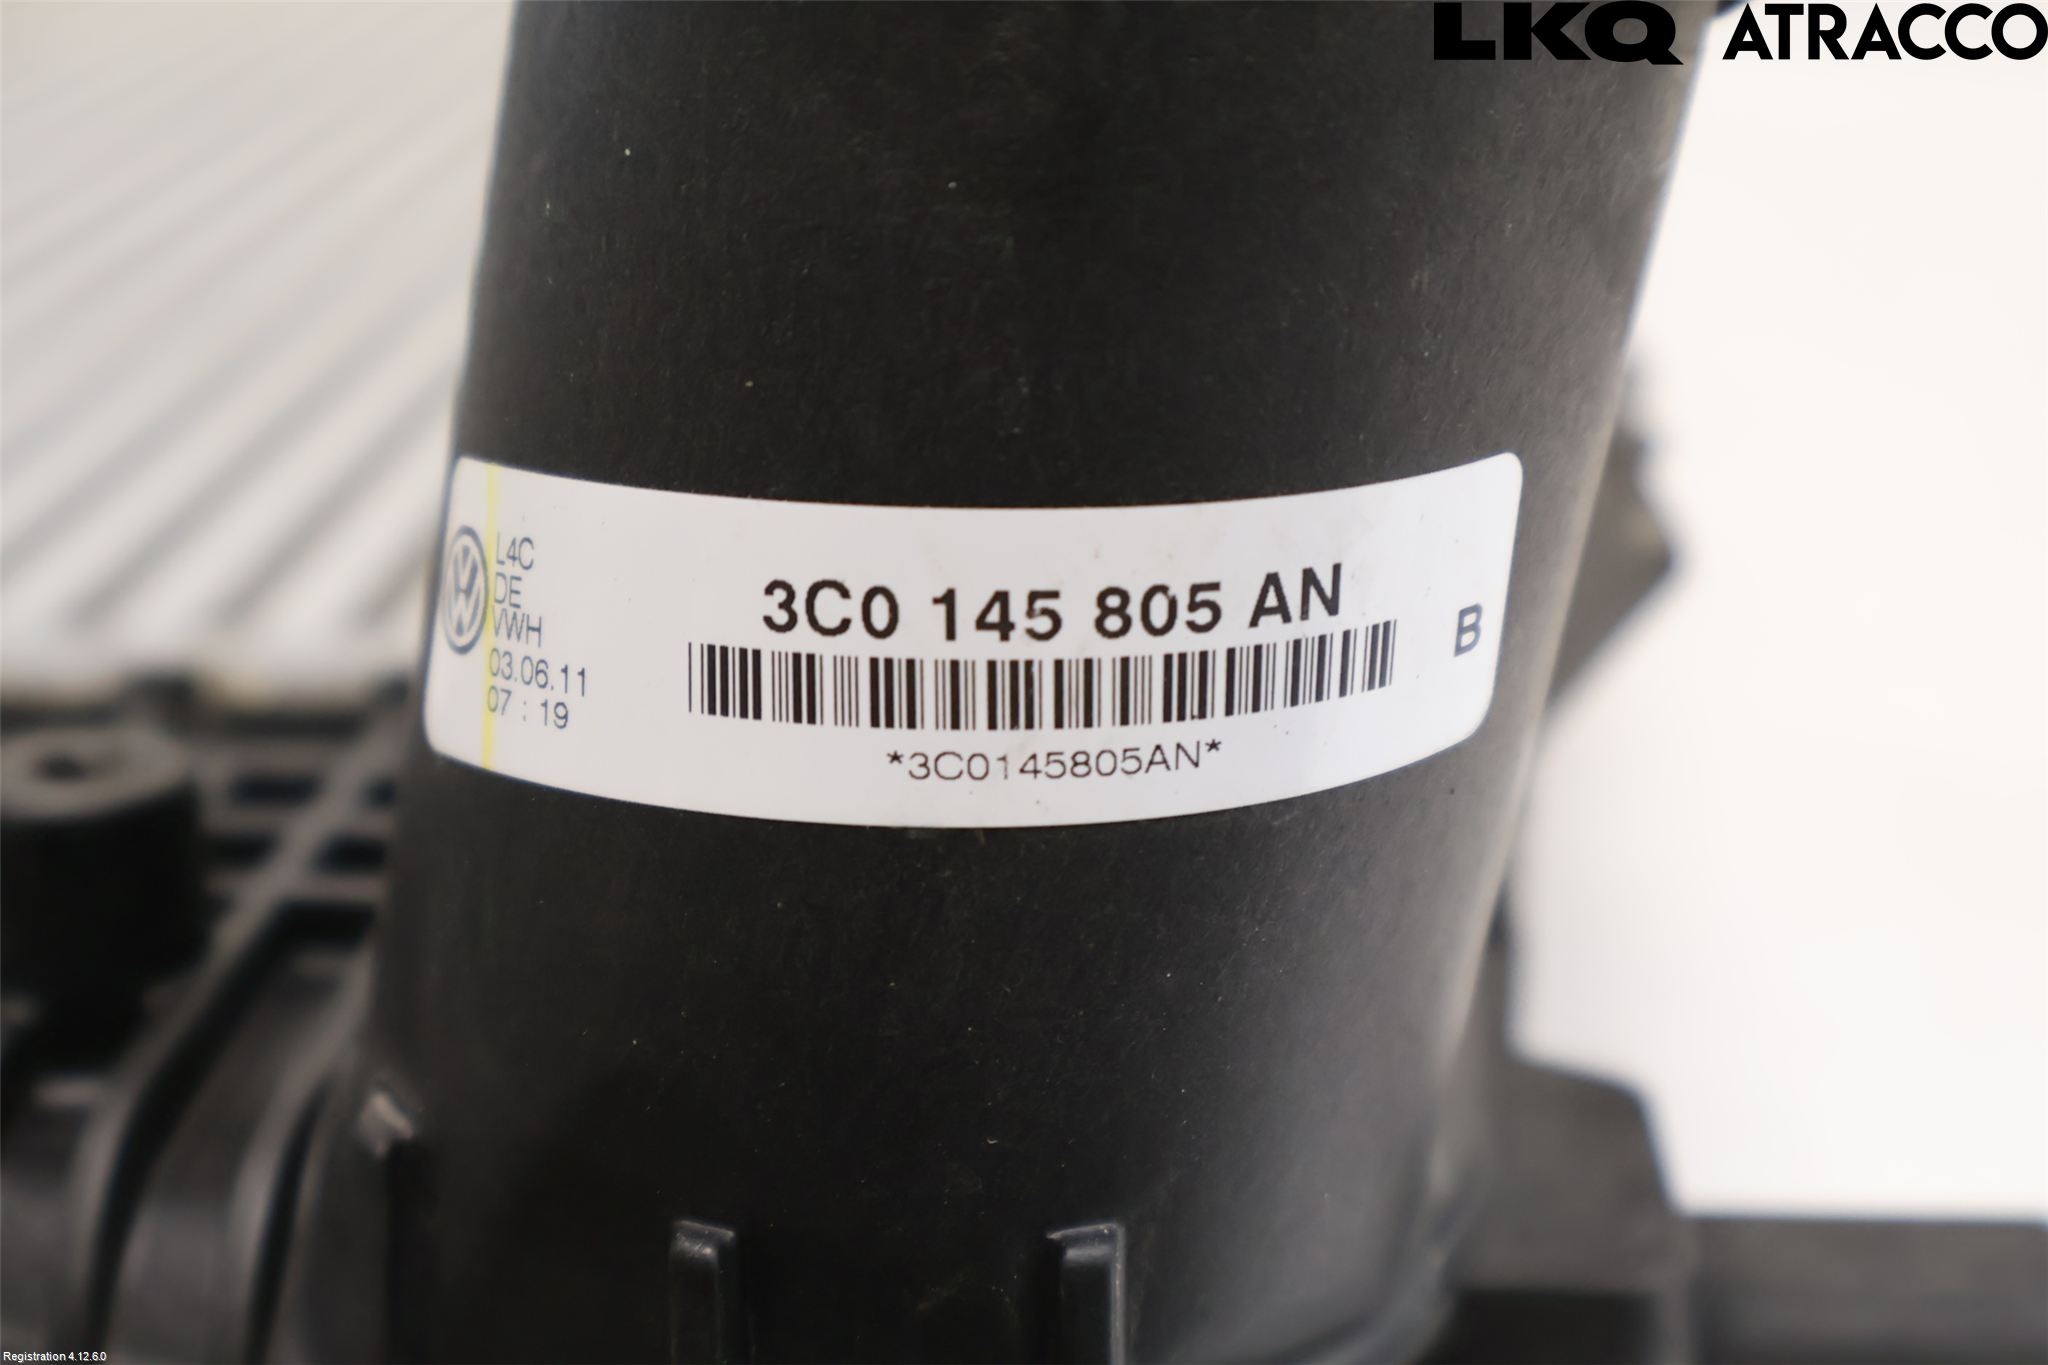 LKQ ATRACCO
L4C
DE
VWH
03.06.11
07 : 19
3C0 145 805 AN
B
*3C0145805AN*
Registration 4.12.6.0